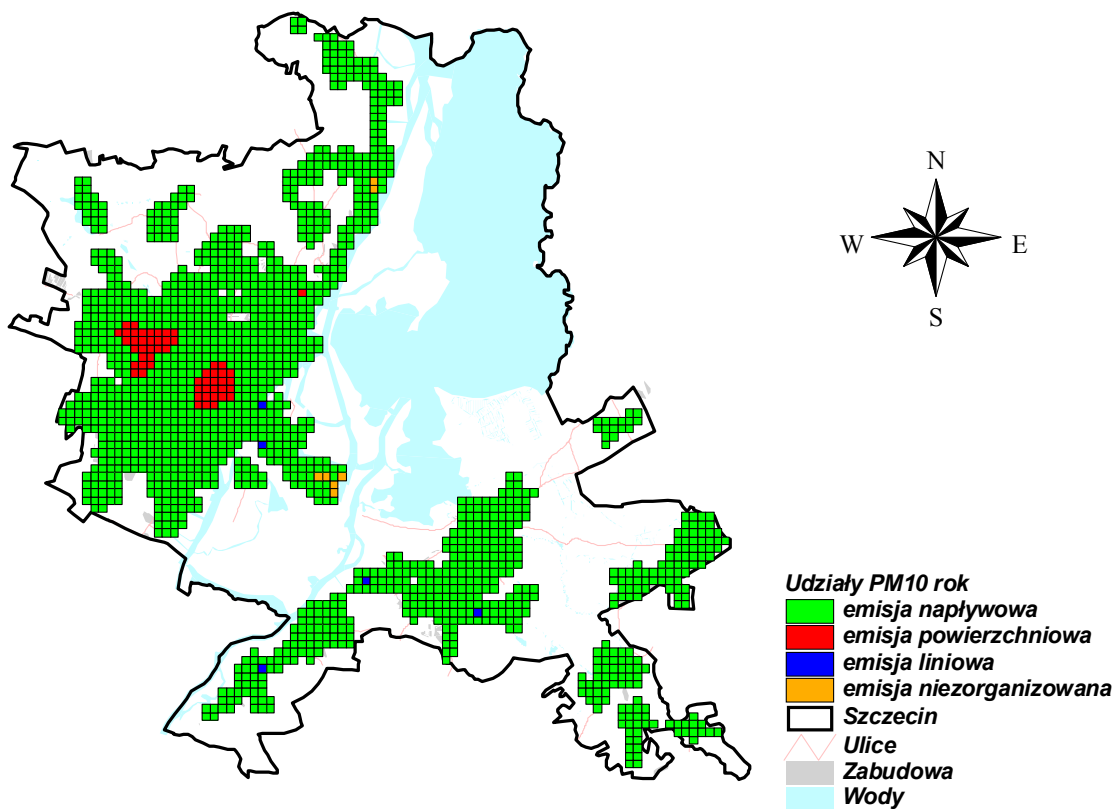 N
W
E
S
Udziały PM10 rok
emisja napływowa
emisja powierzchniowa
emisja liniowa
emisja niezorganizowana
Szczecin
Ulice
Zabudowa
Wody